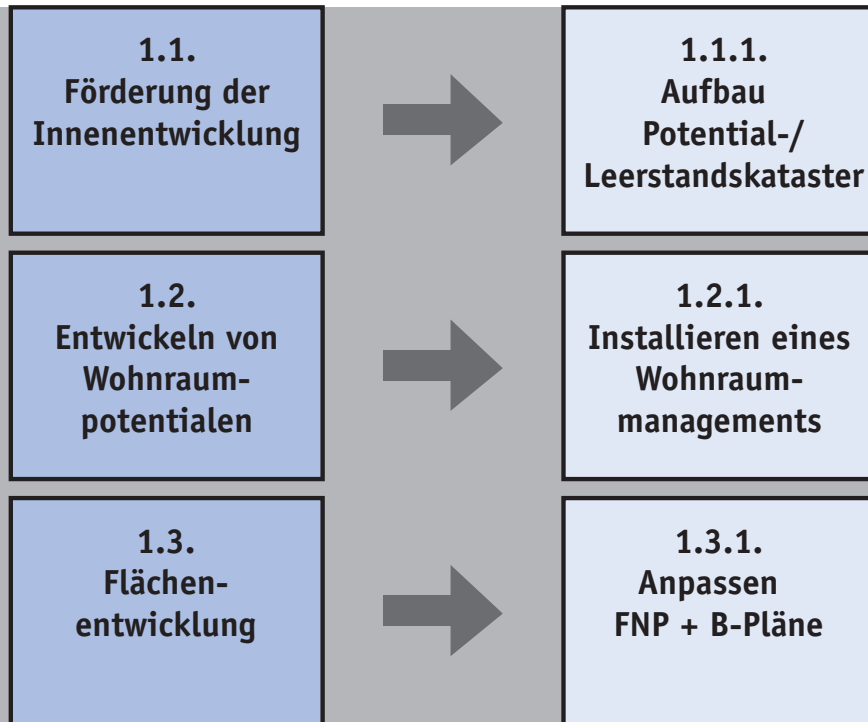 1.1.
Förderung der
Innenentwicklung
1.1.1.
Aufbau
Potential-/
Leerstandskataster
1.2.
Entwickeln von
Wohnraum-
potentialen
1.2.1.
Installieren eines
Wohnraum-
managements
1.3.
Flächen-
entwicklung
1.3.1.
Anpassen
FNP + B-Pläne